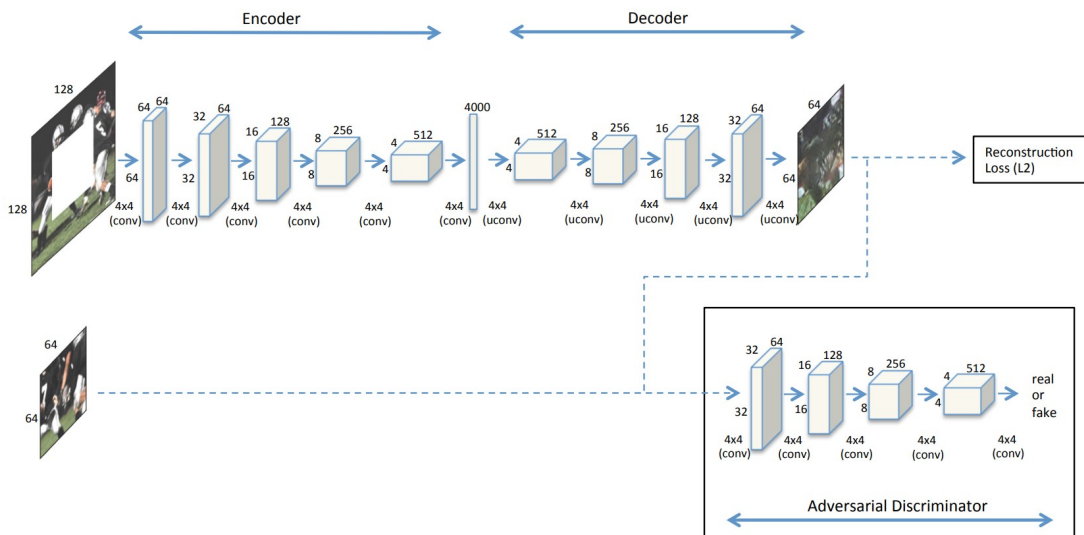 Encoder
Decoder
128
128
64 64
64
32 64
32
16 128
16
8 256
8
4 512
4
4000
4 512
4
8 256
8
16 128
16
32 64
32
64
64
4x4 (conv)
4x4 (conv)
4x4 (conv)
4x4 (conv)
4x4 (conv)
4x4 (conv)
4x4 (uconv)
4x4 (uconv)
4x4 (uconv)
4x4 (uconv)
4x4 (uconv)
Reconstruction
Loss (L2)
64
64
32 64
32
16 128
16
8 256
8
4 512
4
real
or
fake
4x4 (conv)
4x4 (conv)
4x4 (conv)
4x4 (conv)
4x4 (conv)
Adversarial Discriminator